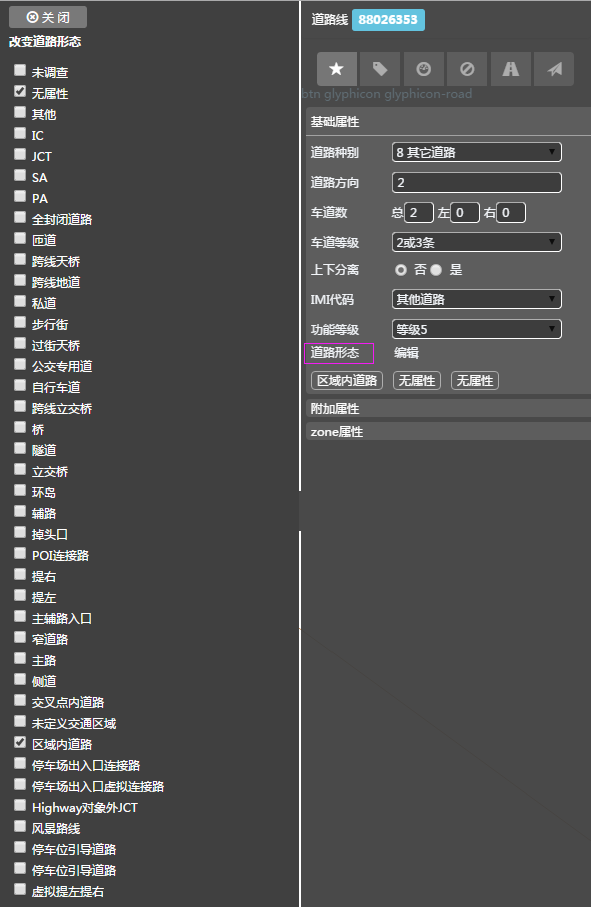 关 闭
改变道路形态
未调查
无属性
其他
IC
JCT
SA
PA
全封闭道路
匝道
跨线天桥
跨线地道
私道
步行街
过街天桥
公交专用道
自行车道
跨线立交桥
桥
隧道
立交桥
环岛
辅路
掉头口
POI连接路
提右
提左
主辅路入口
窄道路
主路
侧道
交叉点内道路
未定义交通区域
区域内道路
停车场出入口连接路
停车场出入口虚拟连接路
Highway对象外JCT
风景路线
停车位引导道路
停车位引导道路
虚拟提左提右
道路线 88026353
btn glyphicon glyphicon-road
基础属性
道路种别 8 其它道路
道路方向 2
车道数 总 2 左 0 右 0
车道等级 2或3条
上下分离 否 是
IMI代码 其他道路
功能等级 等级5
道路形态 编辑
区域内道路 无属性 无属性
附加属性
zone属性